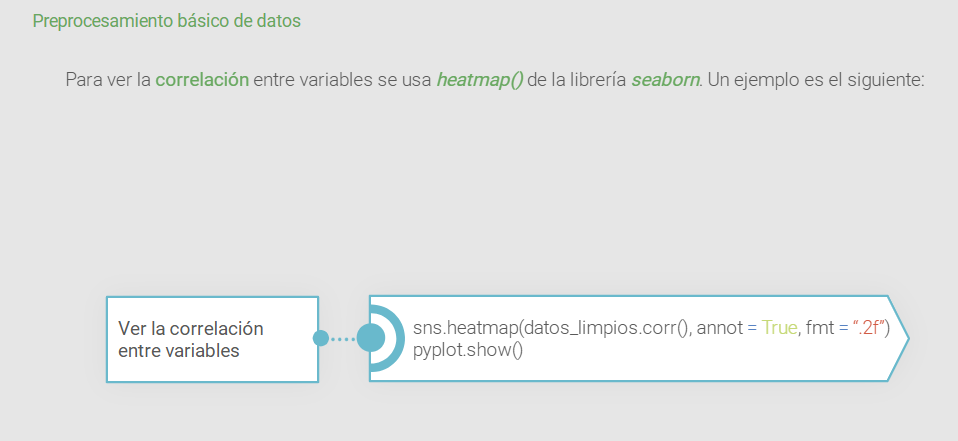 Preprocesamiento básico de datos
Para ver la correlación entre variables se usa heatmap() de la librería seaborn. Un ejemplo es el siguiente:
Ver la correlación
entre variables
sns.heatmap(datos_limpios.corr(), annot = True, fmt = “.2f”)
pyplot.show()